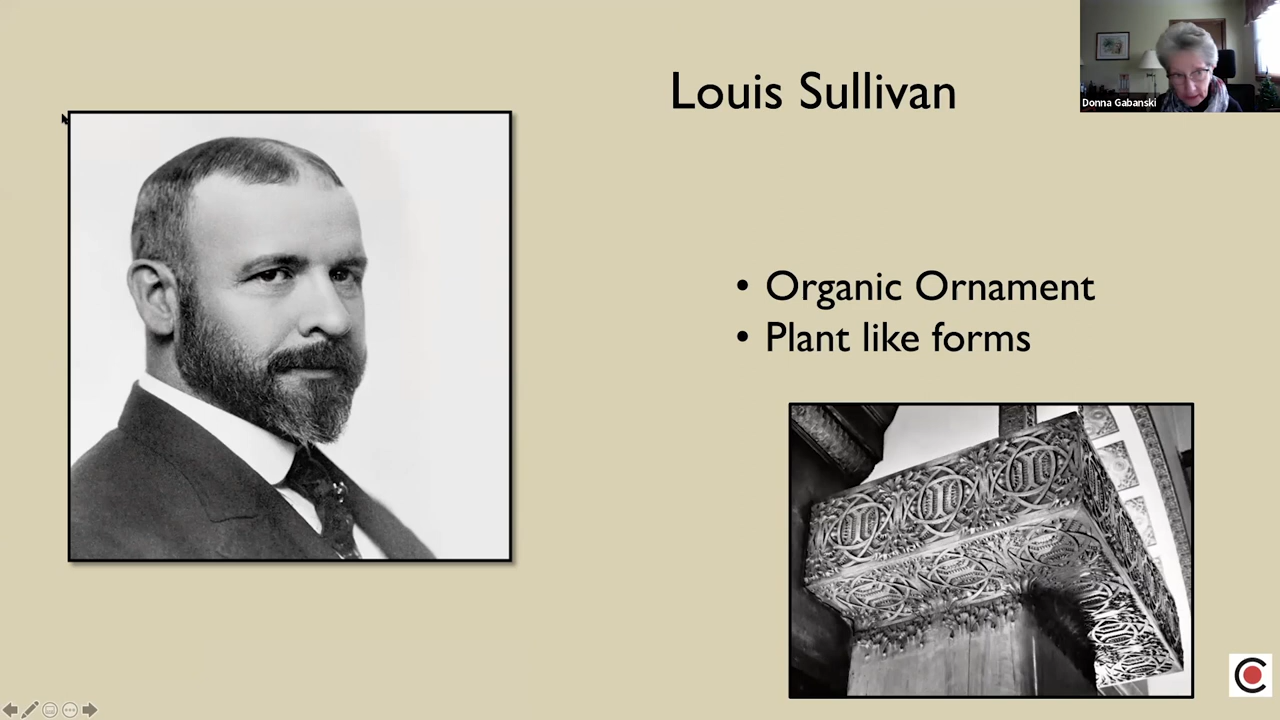 Louis Sullivan
Donna Gabanski
• Organic Ornament
• Plant like forms